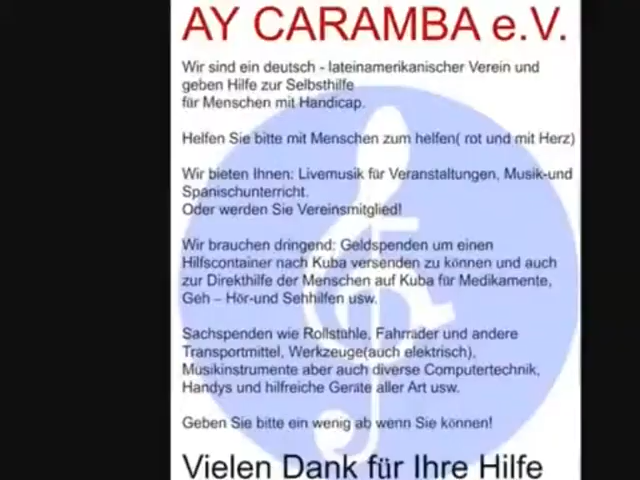 AY CARAMBA e.V.
Wir sind ein deutsch - lateinamerikanischer Verein und
geben Hilfe zur Selbsthilfe
für Menschen mit Handicap.
Helfen Sie bitte mit Menschen zum helfen( rot und mit Herz)
Wir bieten Ihnen: Livemusik für Veranstaltungen, Musik-und
Spanischunterricht.
Oder werden Sie Vereinsmitglied!
Wir brauchen dringend: Geldspenden um einen
Hilfscontainer nach Kuba versenden zu können und auch
zur Direkthilfe der Menschen auf Kuba für Medikamente,
Geh – Hör-und Sehhilfen usw.
Sachspenden wie Rollstühle, Fahrräder und andere
Transportmittel, Werkzeuge(auch elektrisch),
Musikinstrumente aber auch diverse Computertechnik,
Handys und hilfreiche Geräte aller Art usw.
Geben Sie bitte ein wenig ab wenn Sie können!
Vielen Dank für Ihre Hilfe